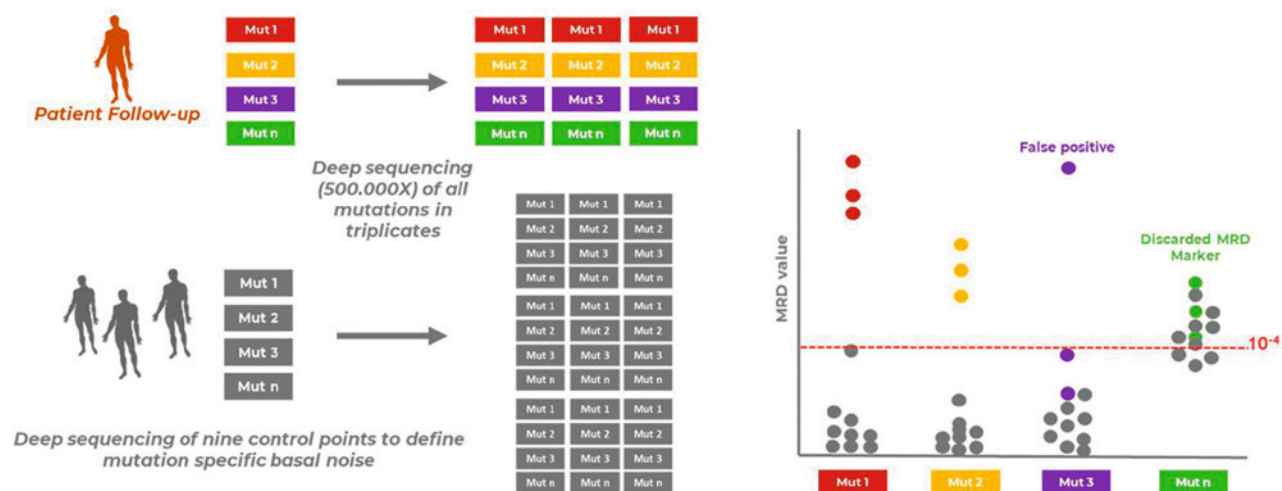 Mut 1
Mut 2
Mut 3
Mut n
Patient Follow-up
Mut 1 Mut 1 Mut 1
Mut 2 Mut 2 Mut 2
Mut 3 Mut 3 Mut 3
Mut n Mut n Mut n
Deep sequencing
(500.000X) of all
mutations in
triplicates
Mut 1
Mut 2
Mut 3
Mut n
Mut 1 Mut 1 Mut 1
Mut 2 Mut 2 Mut 2
Mut 3 Mut 3 Mut 3
Mut n Mut n Mut n
Mut 1 Mut 1 Mut 1
Mut 2 Mut 2 Mut 2
Mut 3 Mut 3 Mut 3
Mut n Mut n Mut n
Mut 1 Mut 1 Mut 1
Mut 2 Mut 2 Mut 2
Mut 3 Mut 3 Mut 3
Mut n Mut n Mut n
Deep sequencing of nine control points to define
mutation specific basal noise
MRD value
False positive
Discarded MRD
Marker
10-4
Mut 1 Mut 2 Mut 3 Mut n